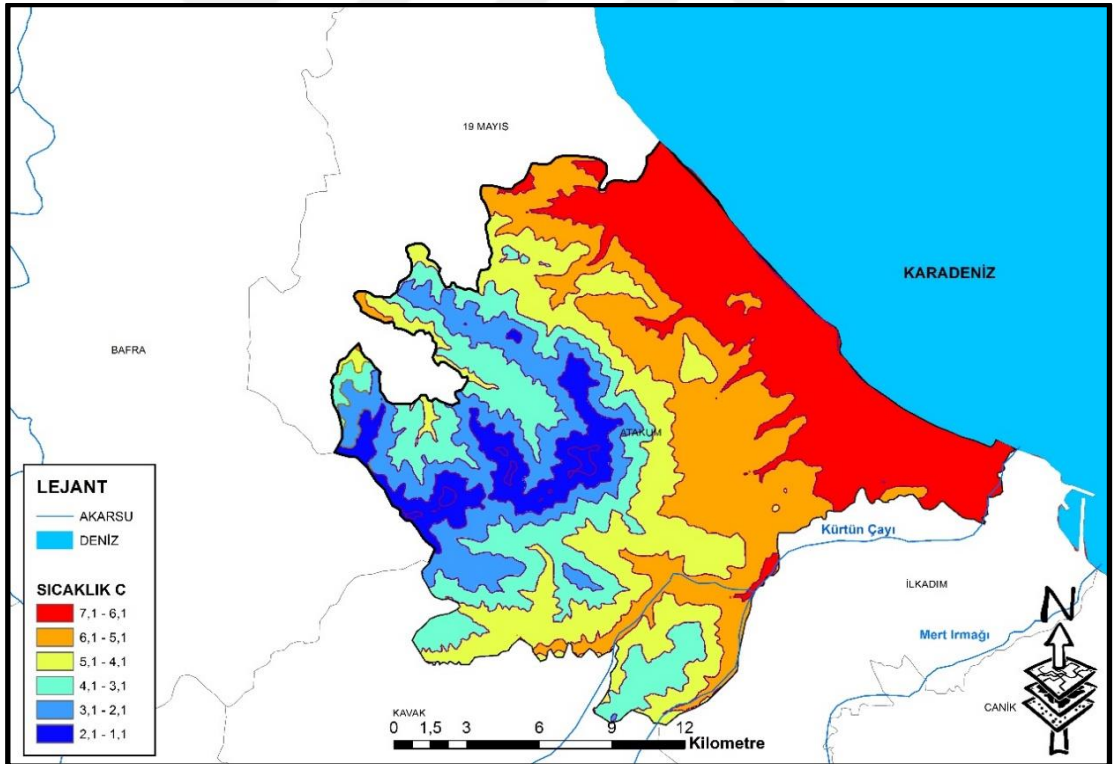 19 MAYIS
KARADENİZ
BAFRA
ATAKUM
LEJANT
AKARSU
DENİZ
SICAKLIK C
7,1 - 6,1
6,1 - 5,1
5,1 - 4,1
4,1 - 3,1
3,1 - 2,1
2,1 - 1,1
Kürtün Çayı
İLKADIM
Mert Irmağı
N
CANİK
KAVAK
0 1,5 3 6 9 12
Kilometre